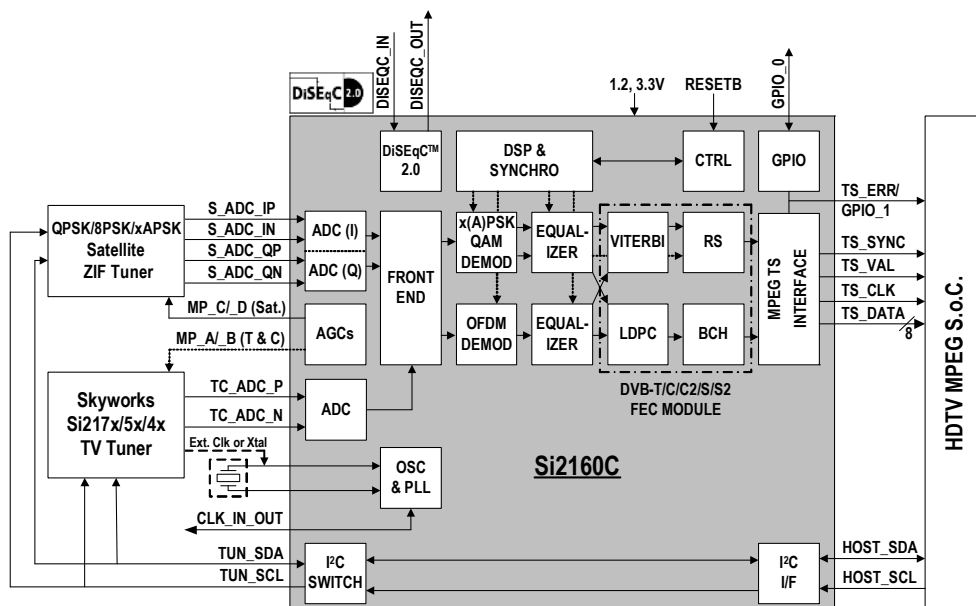 DiSEqC 2.0
DISEQC_IN
DISEQC_OUT
1.2, 3.3V
RESETB
GPIO_0
DiSEqC™
2.0
DSP &
SYNCHRO
CTRL
GPIO
QPSK/8PSK/xAPSK
Satellite
ZIF Tuner
S_ADC_IP
S_ADC_IN
S_ADC_QP
S_ADC_QN
ADC (I)
ADC (Q)
FRONT
END
x(A)PSK
QAM
DEMOD
EQUAL-
IZER
VITERBI
RS
MPEG TS
INTERFACE
TS_ERR/
GPIO_1
TS_SYNC
TS_VAL
TS_CLK
TS_DATA
8
HDTV MPEG S.o.C.
MP_C/_D (Sat.)
MP_A/_B (T & C)
AGCs
OFDM
DEMOD
EQUAL-
IZER
LDPC
BCH
DVB-T/C/C2/S/S2
FEC MODULE
Skyworks
Si217x/5x/4x
TV Tuner
TC_ADC_P
TC_ADC_N
ADC
Ext. Clk or Xtal
OSC
& PLL
Si2160C
CLK_IN_OUT
TUN_SDA
TUN_SCL
I²C
SWITCH
I²C
I/F
HOST_SDA
HOST_SCL